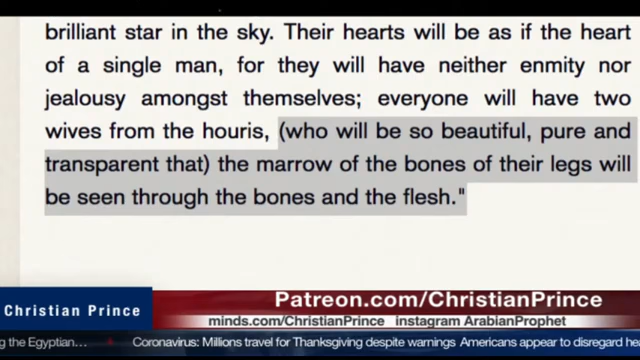 brilliant star in the sky. Their hearts will be as if the heart
of a single man, for they will have neither enmity nor
jealousy amongst themselves; everyone will have two
wives from the houris, (who will be so beautiful, pure and
transparent that) the marrow of the bones of their legs will
be seen through the bones and the flesh."
Christian Prince
Patreon.com/ChristianPrince
minds.com/ChristianPrince instagram ArabianProphet
the Egyptian... Coronavirus: Millions travel for Thanksgiving despite warnings Americans appear to disregard